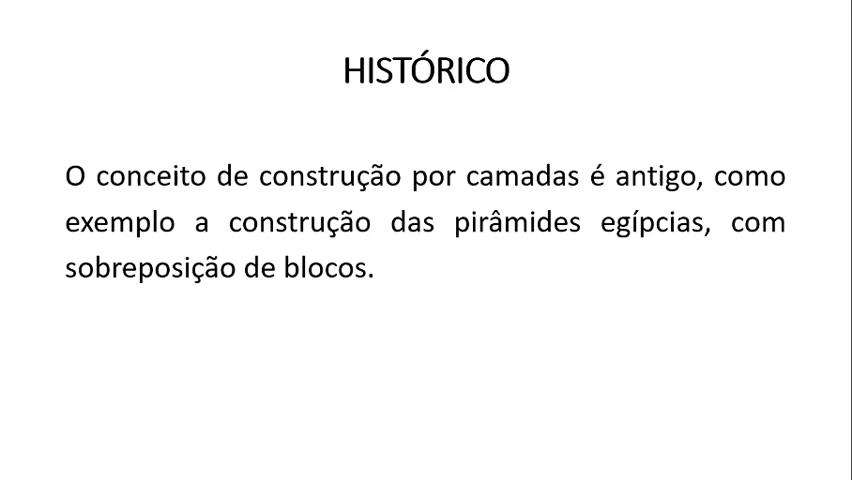 HISTÓRICO
O conceito de construção por camadas é antigo, como
exemplo a construção das pirâmides egípcias, com
sobreposição de blocos.